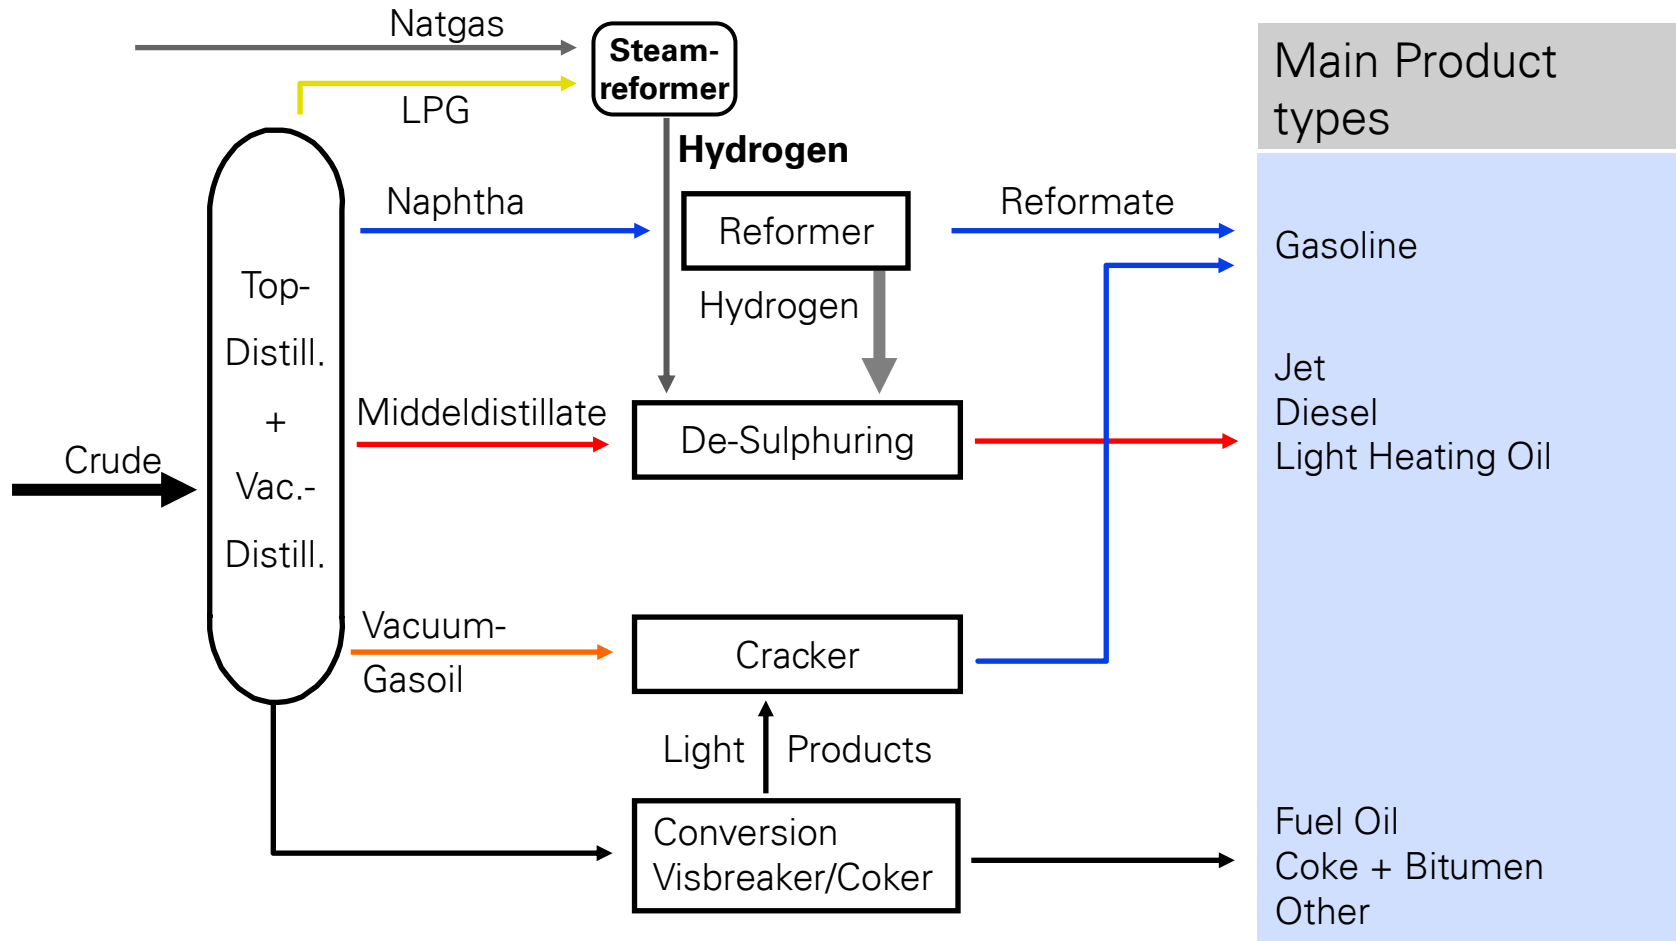 Natgas
Steam-
reformer
LPG
Main Product
types
Hydrogen
Naphtha
Reformer
Reformate
Gasoline
Hydrogen
Top-
Distill.
+
Vac.-
Distill.
Crude
Middeldistillate
De-Sulphuring
Jet
Diesel
Light Heating Oil
Vacuum-
Gasoil
Cracker
Light Products
Conversion
Visbreaker/Coker
Fuel Oil
Coke + Bitumen
Other